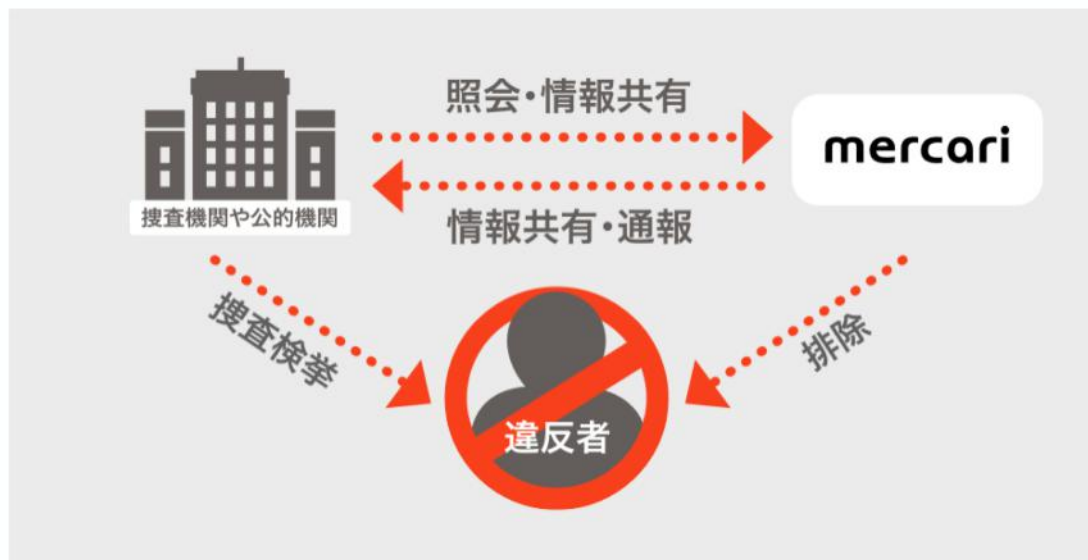 照会・情報共有
mercari
捜査機関や公的機関
情報共有・通報
捜査検挙
排除
違反者